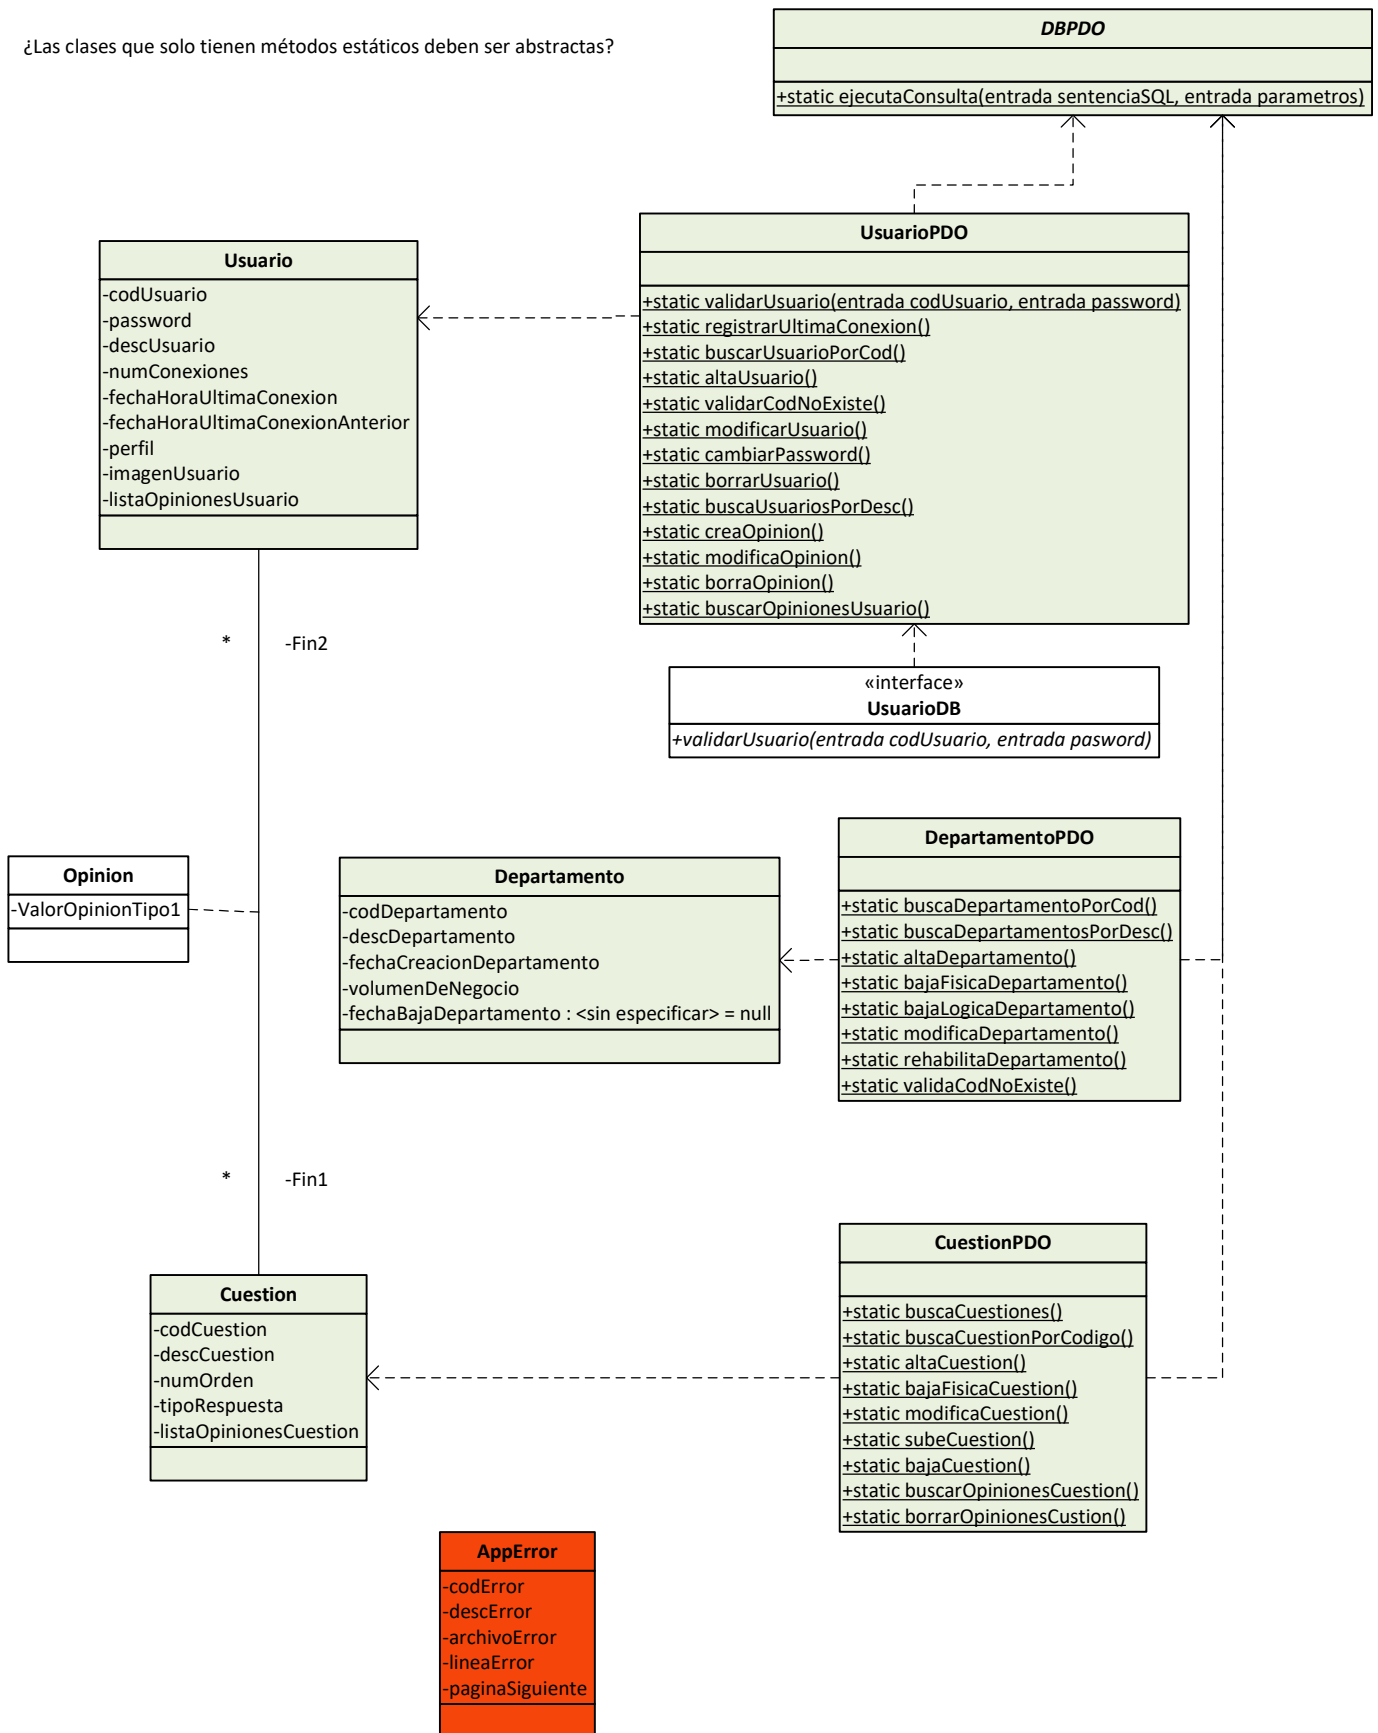 ¿Las clases que solo tienen métodos estáticos deben ser abstractas?
DBPDO
+static ejecutaConsulta(entrada sentenciaSQL, entrada parametros)
Usuario
-codUsuario
-password
-descUsuario
-numConexiones
-fechaHoraUltimaConexion
-fechaHoraUltimaConexionAnterior
-perfil
-imagenUsuario
-listaOpinionesUsuario
UsuarioPDO
+static validarUsuario(entrada codUsuario, entrada password)
+static registrarUltimaConexion()
+static buscarUsuarioPorCod()
+static altaUsuario()
+static validarCodNoExiste()
+static modificarUsuario()
+static cambiarPassword()
+static borrarUsuario()
+static buscaUsuariosPorDesc()
+static creaOpinion()
+static modificaOpinion()
+static borraOpinion()
+static buscarOpinionesUsuario()
* -Fin2
«interface»
UsuarioDB
+validarUsuario(entrada codUsuario, entrada pasword)
Opinion
-ValorOpinionTipo1
Departamento
-codDepartamento
-descDepartamento
-fechaCreacionDepartamento
-volumenDeNegocio
-fechaBajaDepartamento : <sin especificar> = null
DepartamentoPDO
+static buscaDepartamentoPorCod()
+static buscaDepartamentosPorDesc()
+static altaDepartamento()
+static bajaFisicaDepartamento()
+static bajaLogicaDepartamento()
+static modificaDepartamento()
+static rehabilitaDepartamento()
+static validaCodNoExiste()
* -Fin1
Cuestion
-codCuestion
-descCuestion
-numOrden
-tipoRespuesta
-listaOpinionesCuestion
CuestionPDO
+static buscaCuestiones()
+static buscaCuestionPorCodigo()
+static altaCuestion()
+static bajaFisicaCuestion()
+static modificaCuestion()
+static subeCuestion()
+static bajaCuestion()
+static buscarOpinionesCuestion()
+static borrarOpinionesCustion()
AppError
-codError
-descError
-archivoError
-lineaError
-paginaSiguiente